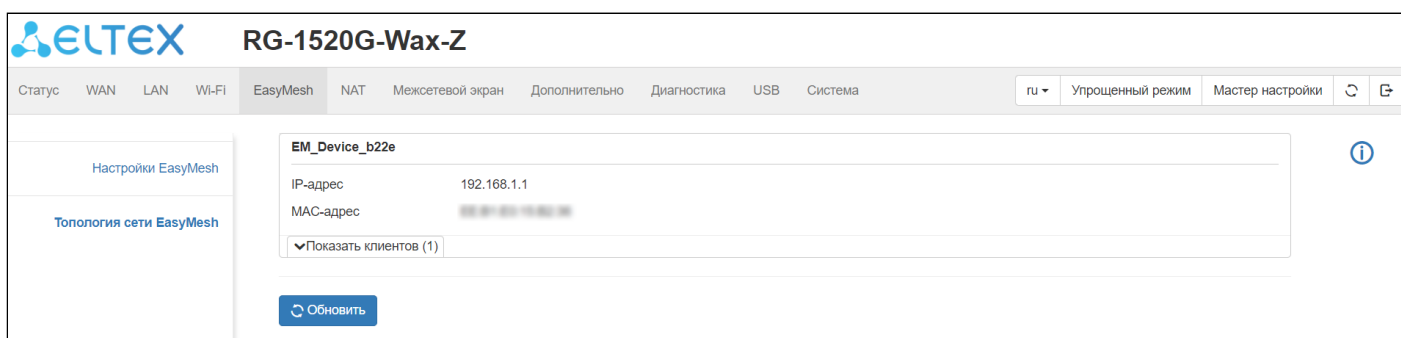 ELTEX RG-1520G-Wax-Z
Статус WAN LAN Wi-Fi EasyMesh NAT Межсетевой экран Дополнительно Диагностика USB Система ru Упрощенный режим Мастер настройки
EM_Device_b22e
Настройки EasyMesh
IP-адрес 192.168.1.1
MAC-адрес
Топология сети EasyMesh
Показать клиентов (1)
Обновить